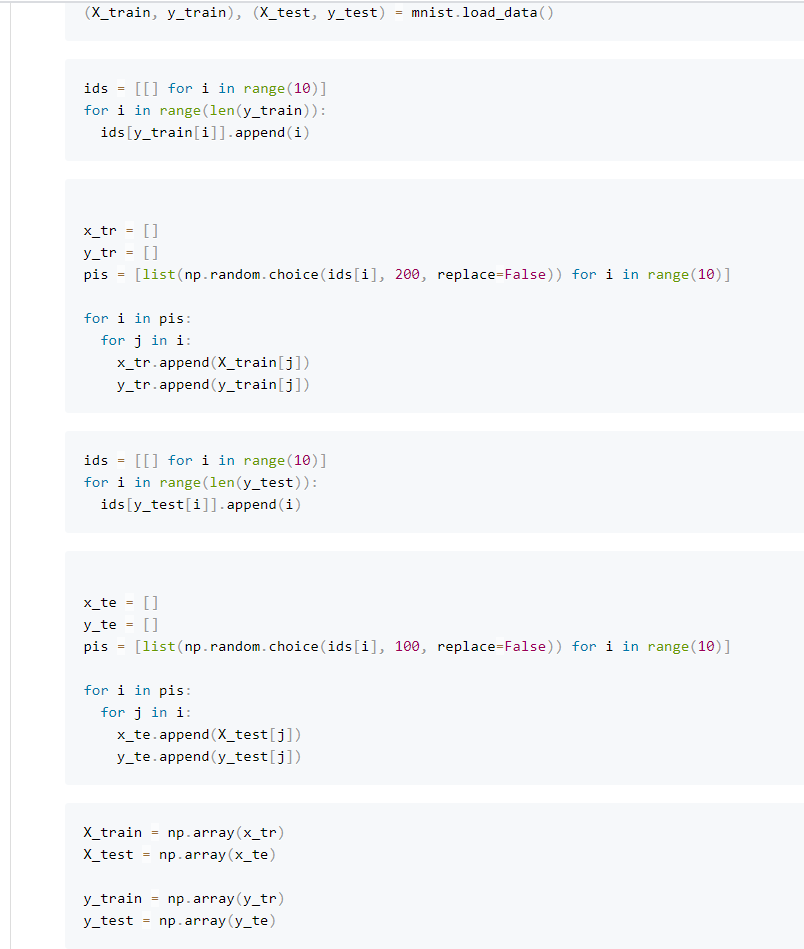 (X_train, y_train), (X_test, y_test) = mnist.load_data()
ids = [[] for i in range(10)]
for i in range(len(y_train)):
  ids[y_train[i]].append(i)
x_tr = []
y_tr = []
pis = [list(np.random.choice(ids[i], 200, replace=False)) for i in range(10)]
for i in pis:
  for j in i:
    x_tr.append(X_train[j])
    y_tr.append(y_train[j])
ids = [[] for i in range(10)]
for i in range(len(y_test)):
  ids[y_test[i]].append(i)
x_te = []
y_te = []
pis = [list(np.random.choice(ids[i], 100, replace=False)) for i in range(10)]
for i in pis:
  for j in i:
    x_te.append(X_test[j])
    y_te.append(y_test[j])
X_train = np.array(x_tr)
X_test = np.array(x_te)
y_train = np.array(y_tr)
y_test = np.array(y_te)